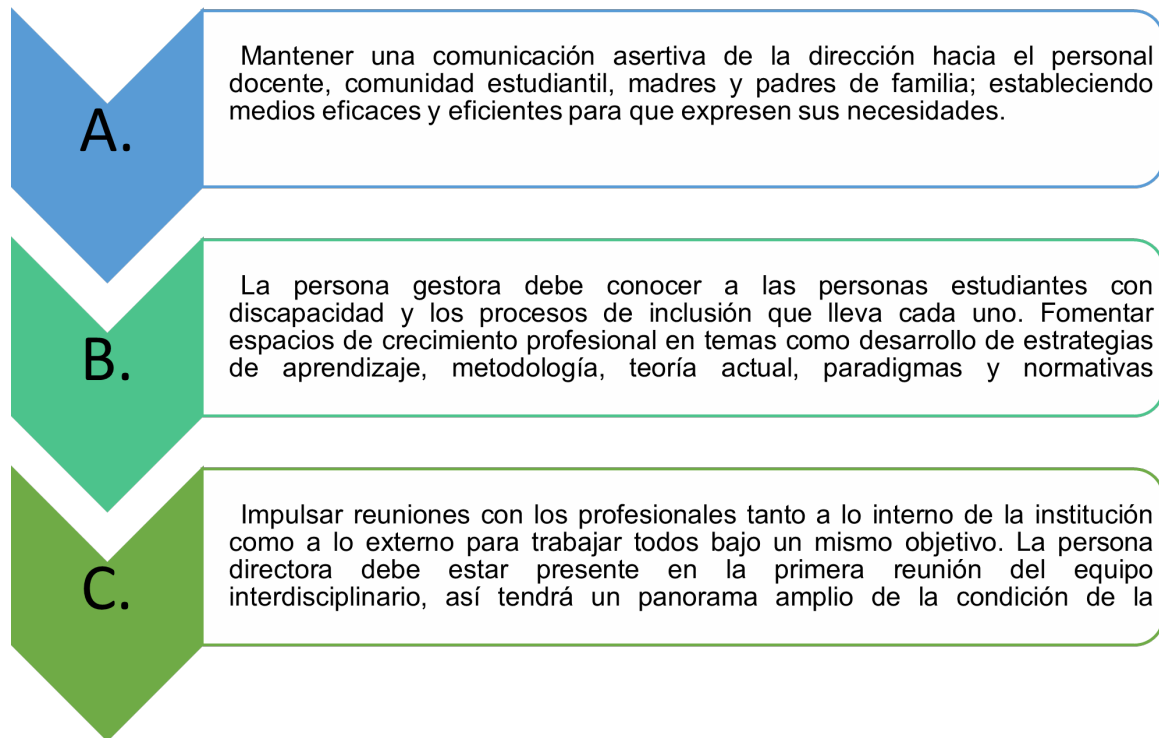 A.
Mantener una comunicación asertiva de la dirección hacia el personal
docente, comunidad estudiantil, madres y padres de familia; estableciendo
medios eficaces y eficientes para que expresen sus necesidades.
B.
La persona gestora debe conocer a las personas estudiantes con
discapacidad y los procesos de inclusión que lleva cada uno. Fomentar
espacios de crecimiento profesional en temas como desarrollo de estrategias
de aprendizaje, metodología, teoría actual, paradigmas y normativas
C.
Impulsar reuniones con los profesionales tanto a lo interno de la institución
como a lo externo para trabajar todos bajo un mismo objetivo. La persona
directora debe estar presente en la primera reunión del equipo
interdisciplinario, así tendrá un panorama amplio de la condición de la